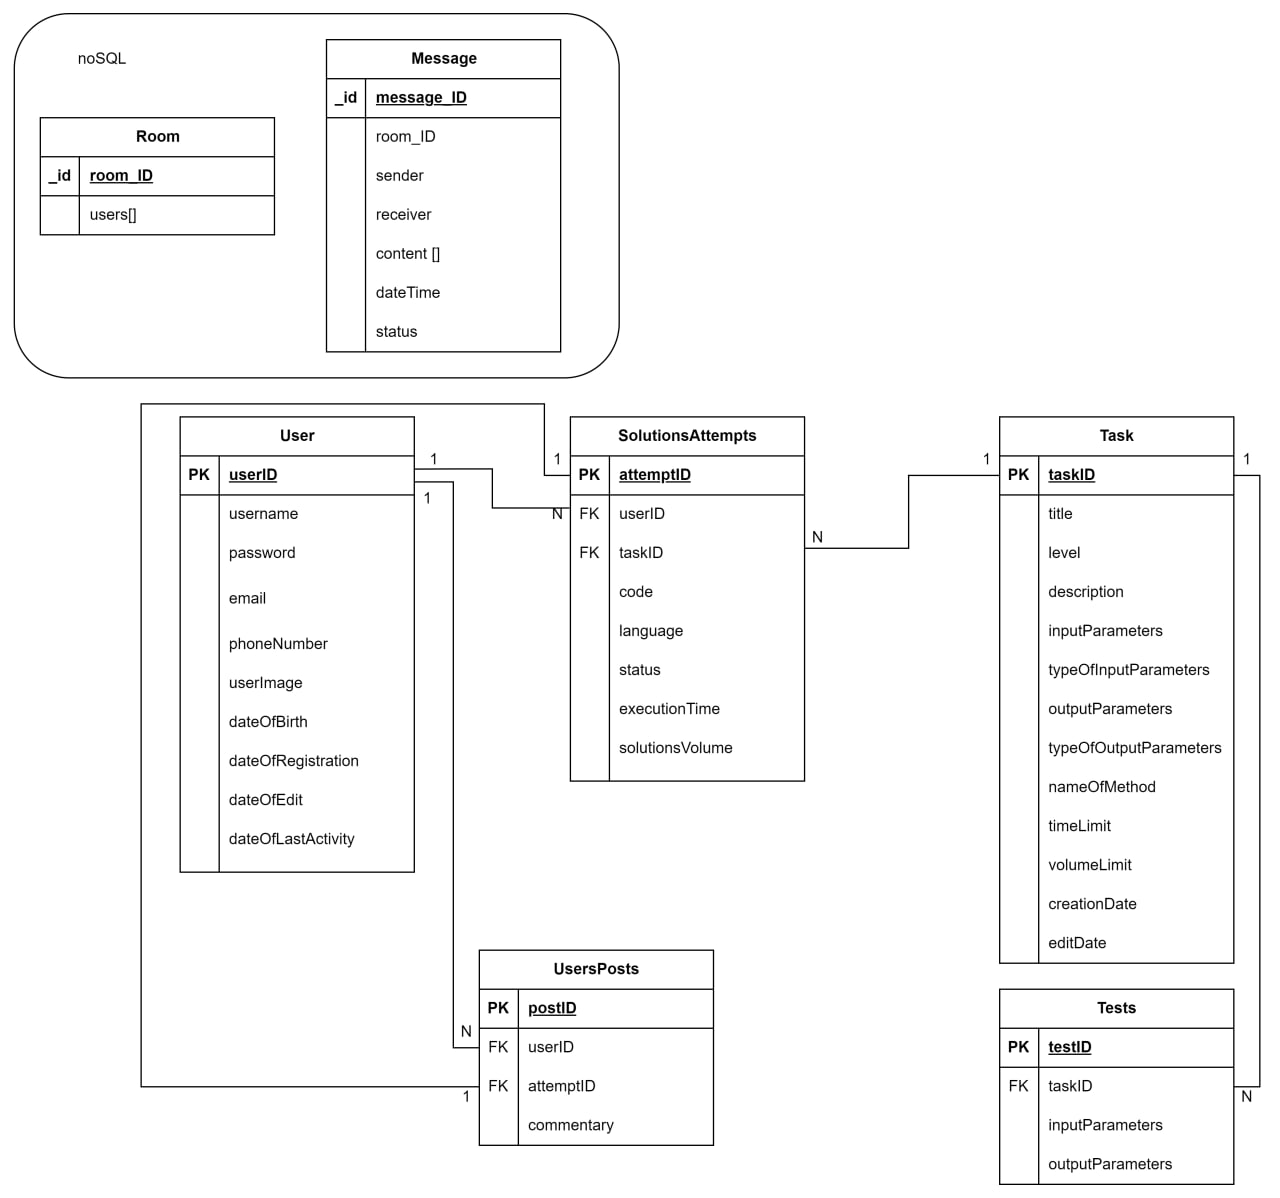 noSQL
Message
_id message_ID
room_ID
sender
receiver
content []
dateTime
status
Room
_id room_ID
users[]
User
PK userID
username
password
email
phoneNumber
userImage
dateOfBirth
dateOfRegistration
dateOfEdit
dateOfLastActivity
1
1
1
N
SolutionsAttempts
PK attemptID
FK userID
FK taskID
code
language
status
executionTime
solutionsVolume
N
1
Task
PK taskID
title
level
description
inputParameters
typeOfInputParameters
outputParameters
typeOfOutputParameters
nameOfMethod
timeLimit
volumeLimit
creationDate
editDate
1
UsersPosts
PK postID
FK userID
FK attemptID
commentary
N
1
Tests
PK testID
FK taskID
inputParameters
outputParameters
N